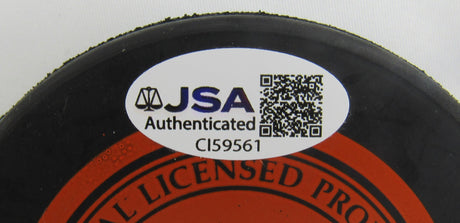 JSA
Authenticated
CI59561
AL LICENSED PRO